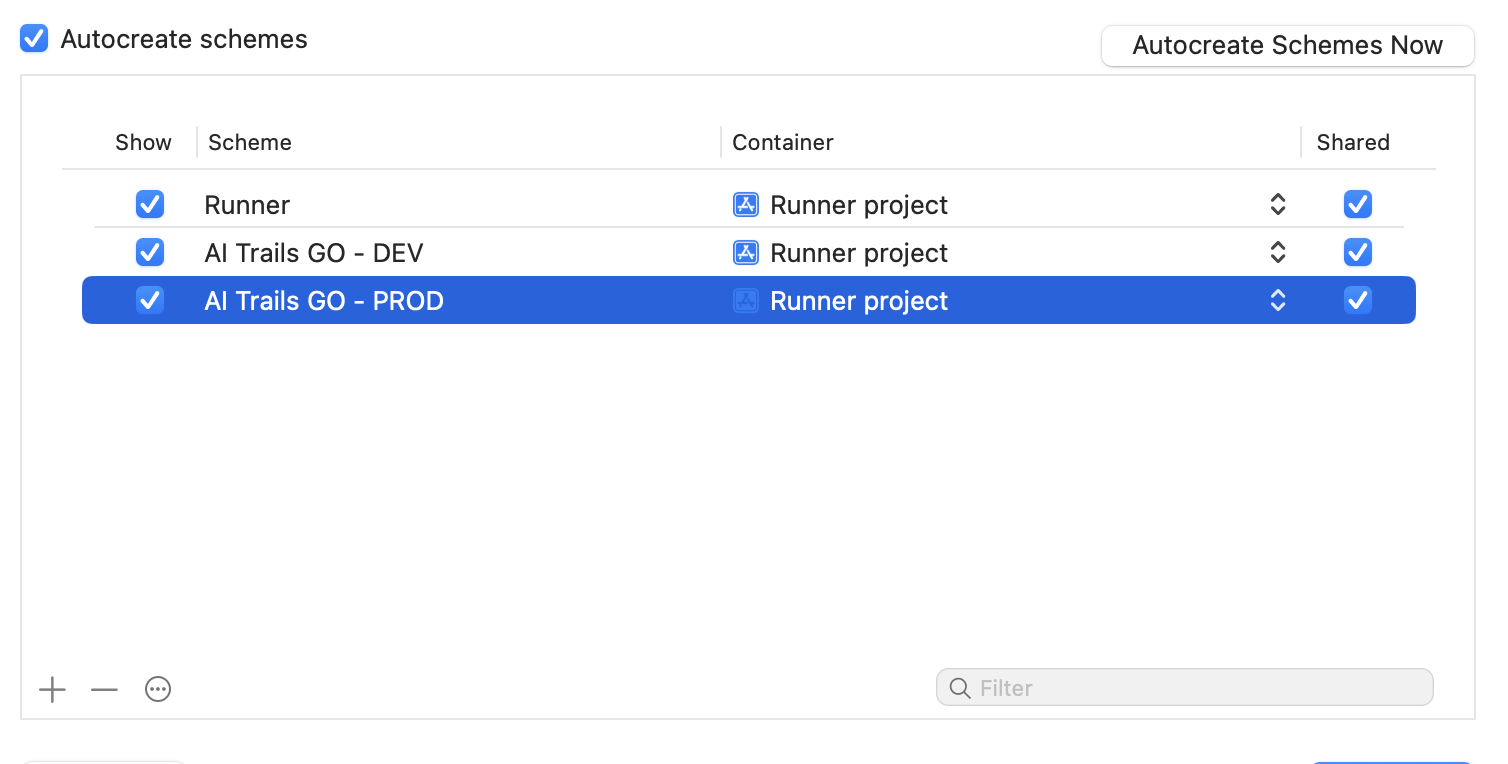 Autocreate schemes
Autocreate Schemes Now
Show Scheme Container Shared
Runner Runner project
AI Trails GO - DEV Runner project
AI Trails GO - PROD Runner project
Filter